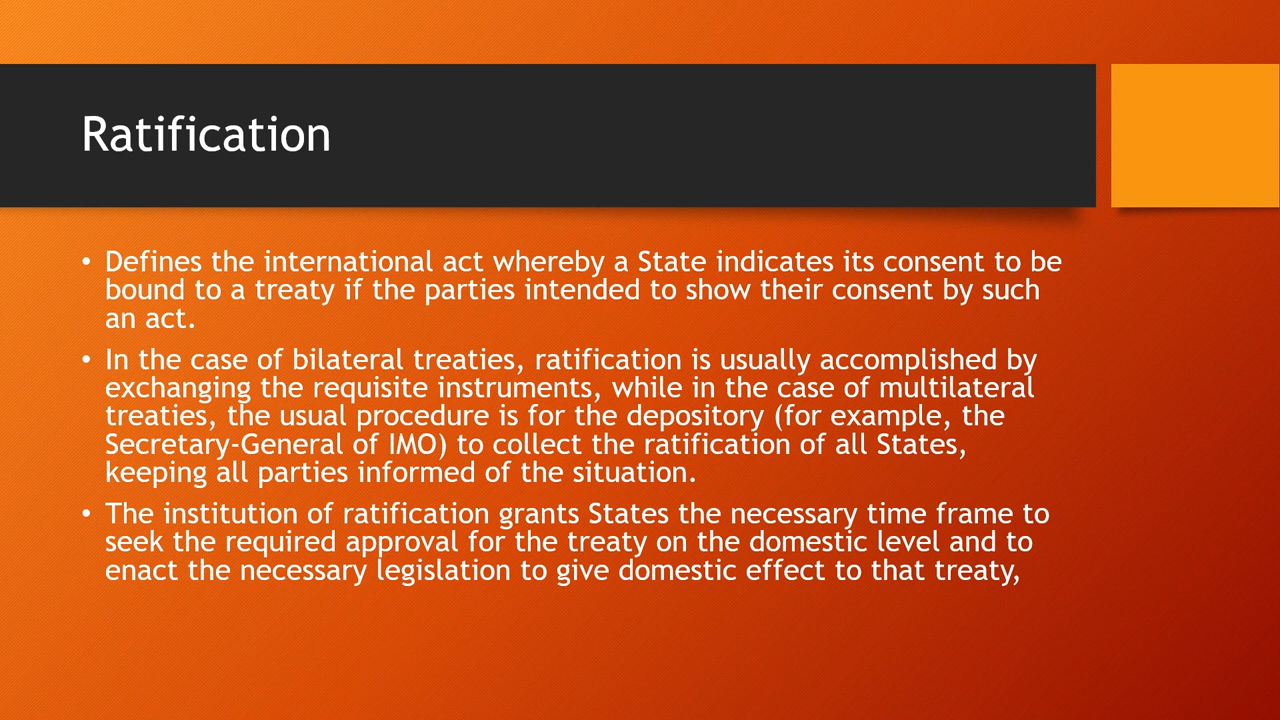 Ratification
• Defines the international act whereby a State indicates its consent to be
bound to a treaty if the parties intended to show their consent by such
an act.
• In the case of bilateral treaties, ratification is usually accomplished by
exchanging the requisite instruments, while in the case of multilateral
treaties, the usual procedure is for the depository (for example, the
Secretary-General of IMO) to collect the ratification of all States,
keeping all parties informed of the situation.
• The institution of ratification grants States the necessary time frame to
seek the required approval for the treaty on the domestic level and to
enact the necessary legislation to give domestic effect to that treaty,